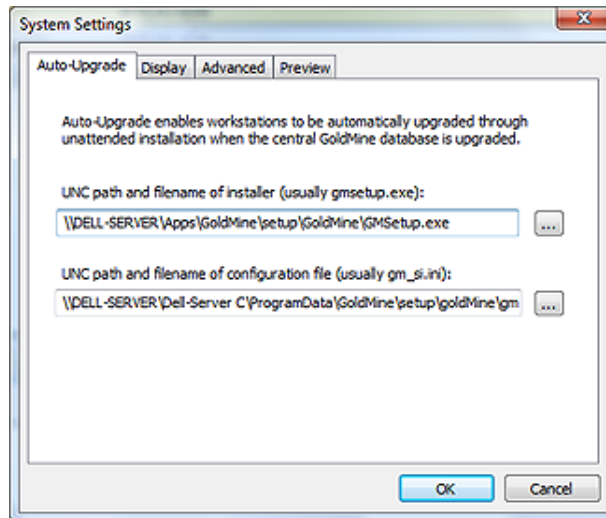 System Settings
Auto-Upgrade Display Advanced Preview
Auto-Upgrade enables workstations to be automatically upgraded through
unattended installation when the central GoldMine database is upgraded.
UNC path and filename of installer (usually gmsetup.exe):
\\DELL-SERVER\Apps\GoldMine\setup\GoldMine\GMSetup.exe
...
UNC path and filename of configuration file (usually gm_si.ini):
\\DELL-SERVER\Dell-Server C\ProgramData\GoldMine\setup\goldMine\gm
...
OK Cancel